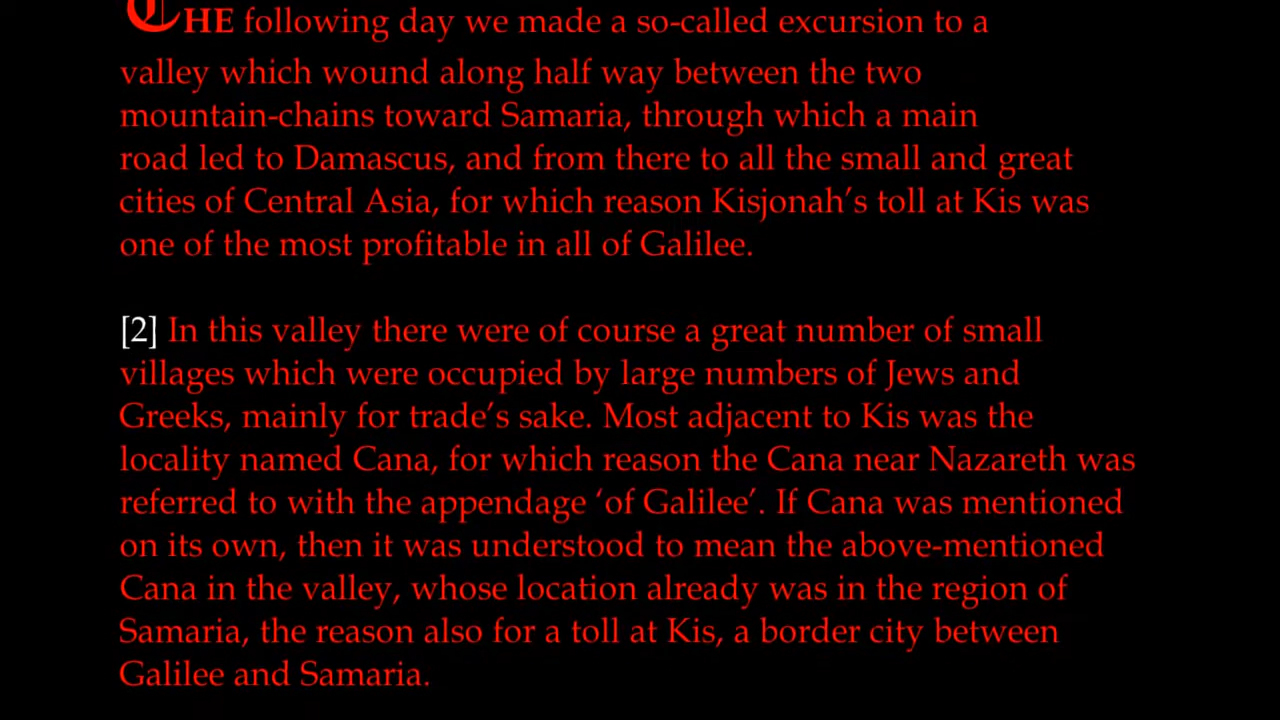 THE following day we made a so-called excursion to a
valley which wound along half way between the two
mountain-chains toward Samaria, through which a main
road led to Damascus, and from there to all the small and great
cities of Central Asia, for which reason Kisjonah’s toll at Kis was
one of the most profitable in all of Galilee.
[2] In this valley there were of course a great number of small
villages which were occupied by large numbers of Jews and
Greeks, mainly for trade’s sake. Most adjacent to Kis was the
locality named Cana, for which reason the Cana near Nazareth was
referred to with the appendage ‘of Galilee’. If Cana was mentioned
on its own, then it was understood to mean the above-mentioned
Cana in the valley, whose location already was in the region of
Samaria, the reason also for a toll at Kis, a border city between
Galilee and Samaria.